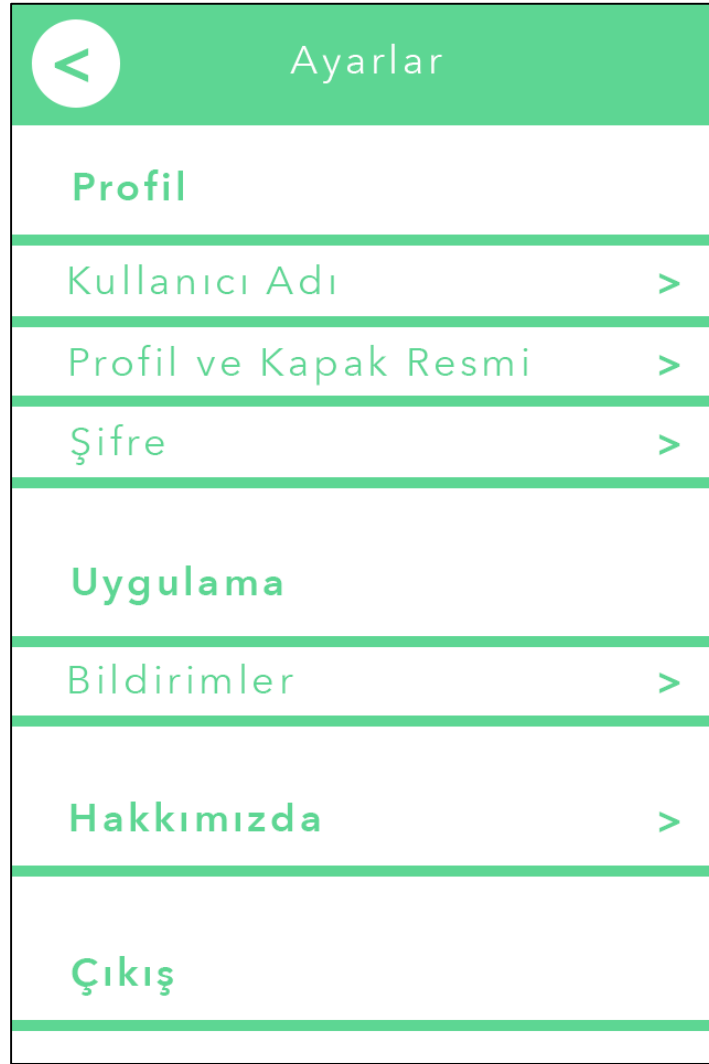 < Ayarlar
Profil
Kullanıcı Adı >
Profil ve Kapak Resmi >
Şifre >
Uygulama
Bildirimler >
Hakkımızda >
Çıkış